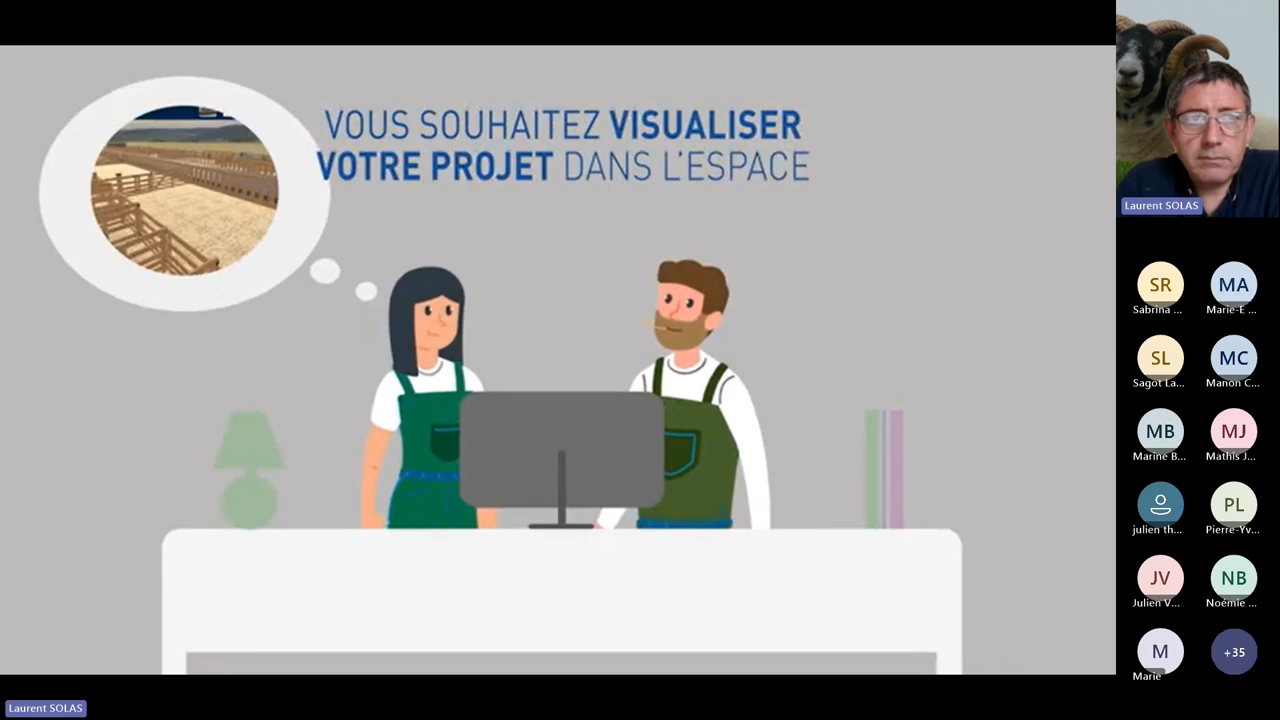 VOUS SOUHAITEZ VISUALISER
VOTRE PROJET DANS L'ESPACE
Laurent SOLAS
SR
Sabrina ...
MA
Marie-E ...
SL
Sagot La...
MC
Manon C...
MB
Marine B...
MJ
Mathis J...
julien th...
PL
Pierre-Yv...
JV
Julien V...
NB
Noémie ...
M
Marie
+35
Laurent SOLAS